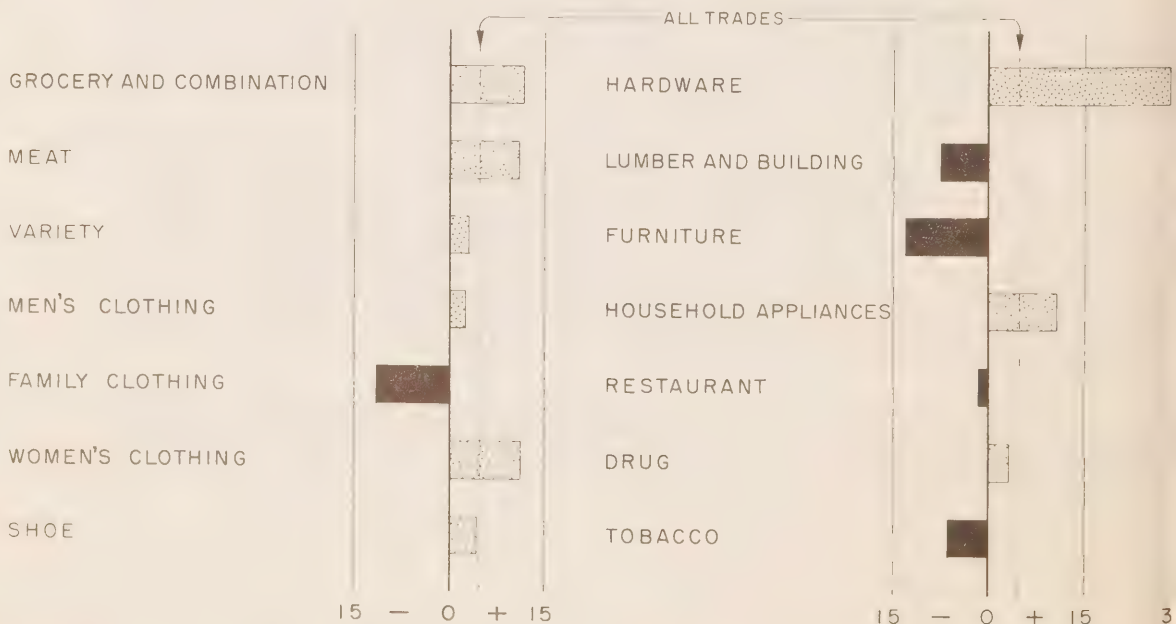 ALL TRADES
GROCERY AND COMBINATION
MEAT
VARIETY
MEN'S CLOTHING
FAMILY CLOTHING
WOMEN'S CLOTHING
SHOE
15 — 0 + 15
HARDWARE
LUMBER AND BUILDING
FURNITURE
HOUSEHOLD APPLIANCES
RESTAURANT
DRUG
TOBACCO
15 — 0 + 15 3